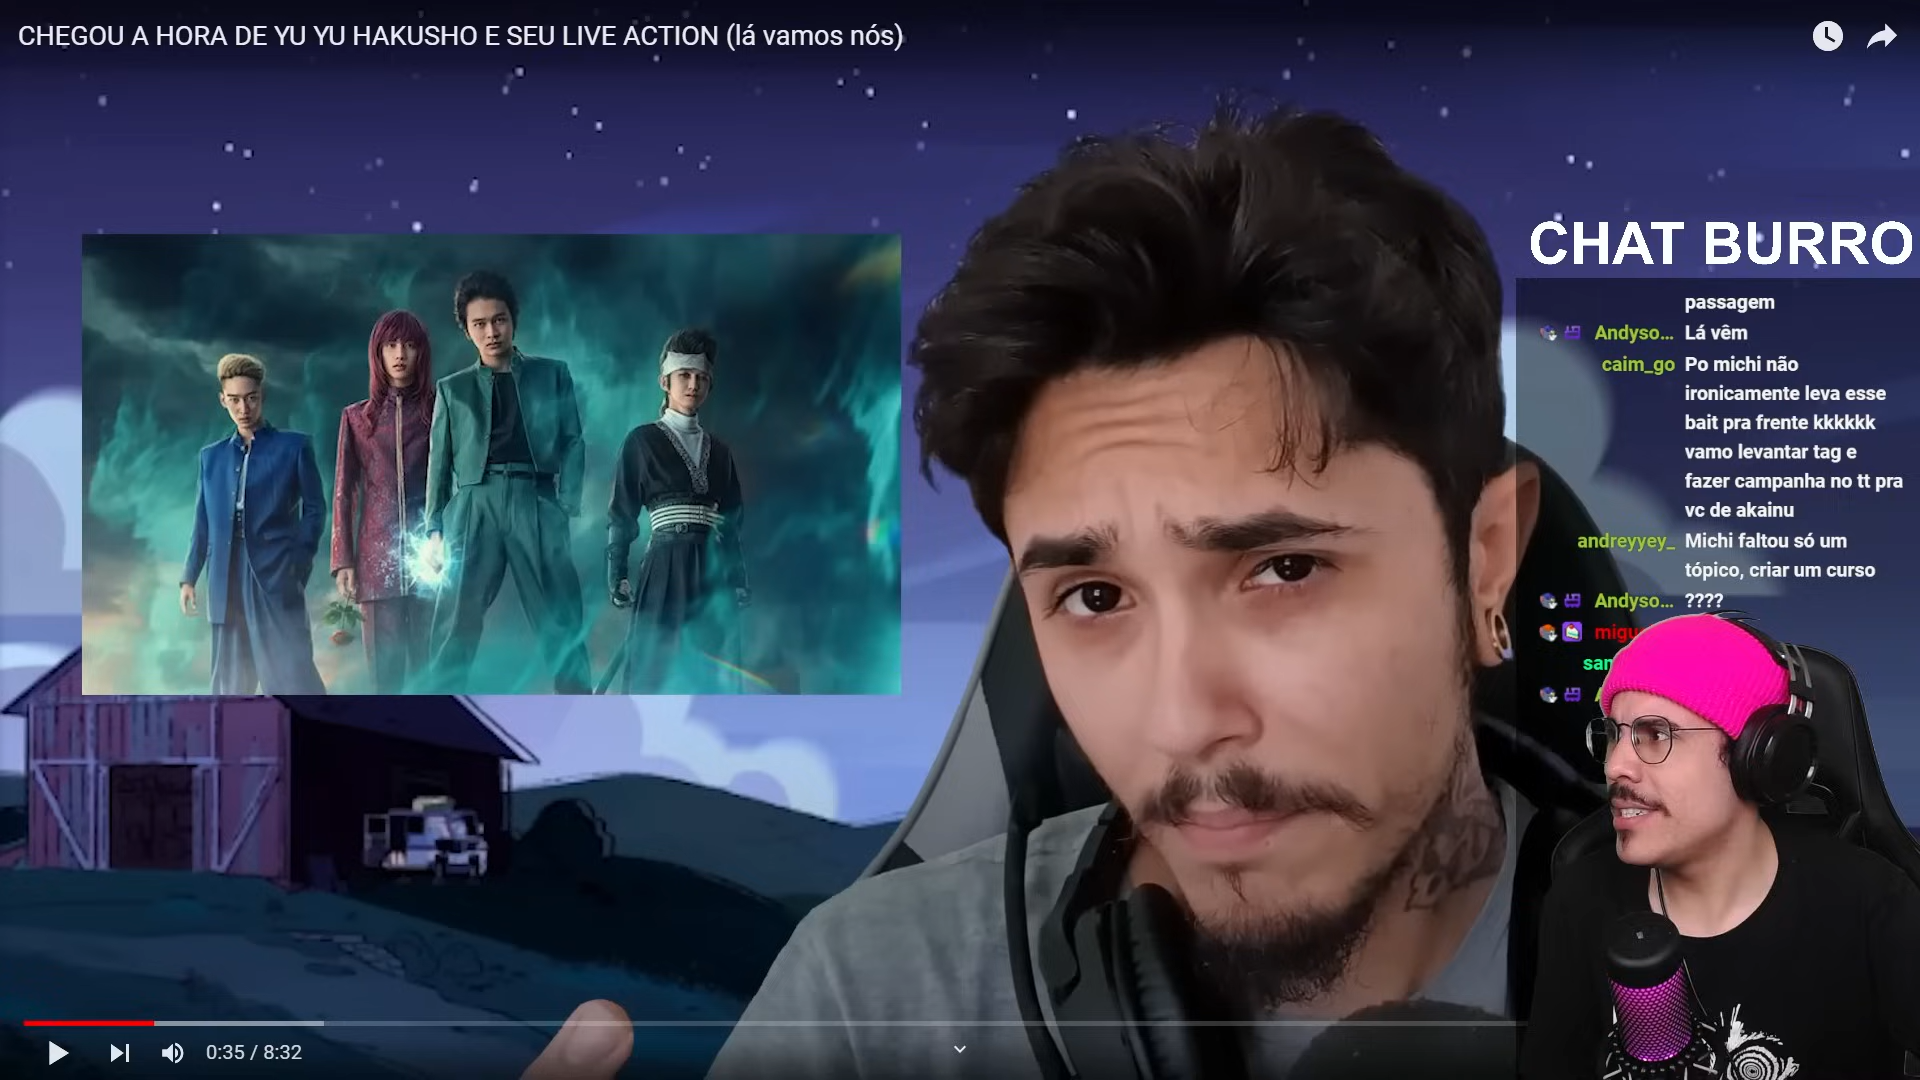 CHEGOU A HORA DE YU YU HAKUSHO E SEU LIVE ACTION (lá vamos nós)
CHAT BURRO
passagem
Andyso... Lá vêm
caim_go Po michi não
ironicamente leva esse
bait pra frente kkkkkk
vamo levantar tag e
fazer campanha no tt pra
vc de akainu
andreyyey_ Michi faltou só um
tópico, criar um curso
Andyso... ????
0:35 / 8:32